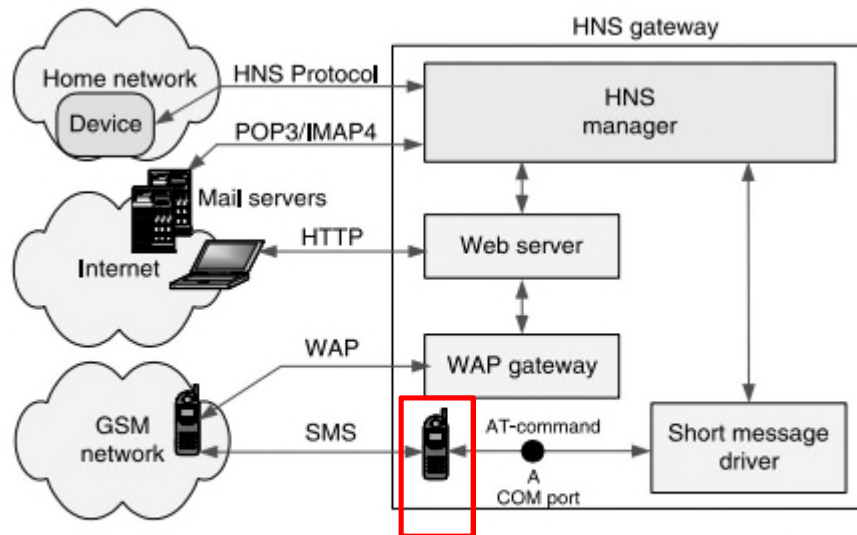 HNS gateway
Home network
Device
HNS Protocol
HNS
manager
POP3/IMAP4
Mail servers
Internet
HTTP
Web server
WAP
WAP gateway
GSM
network
SMS
AT-command
A
COM port
Short message
driver